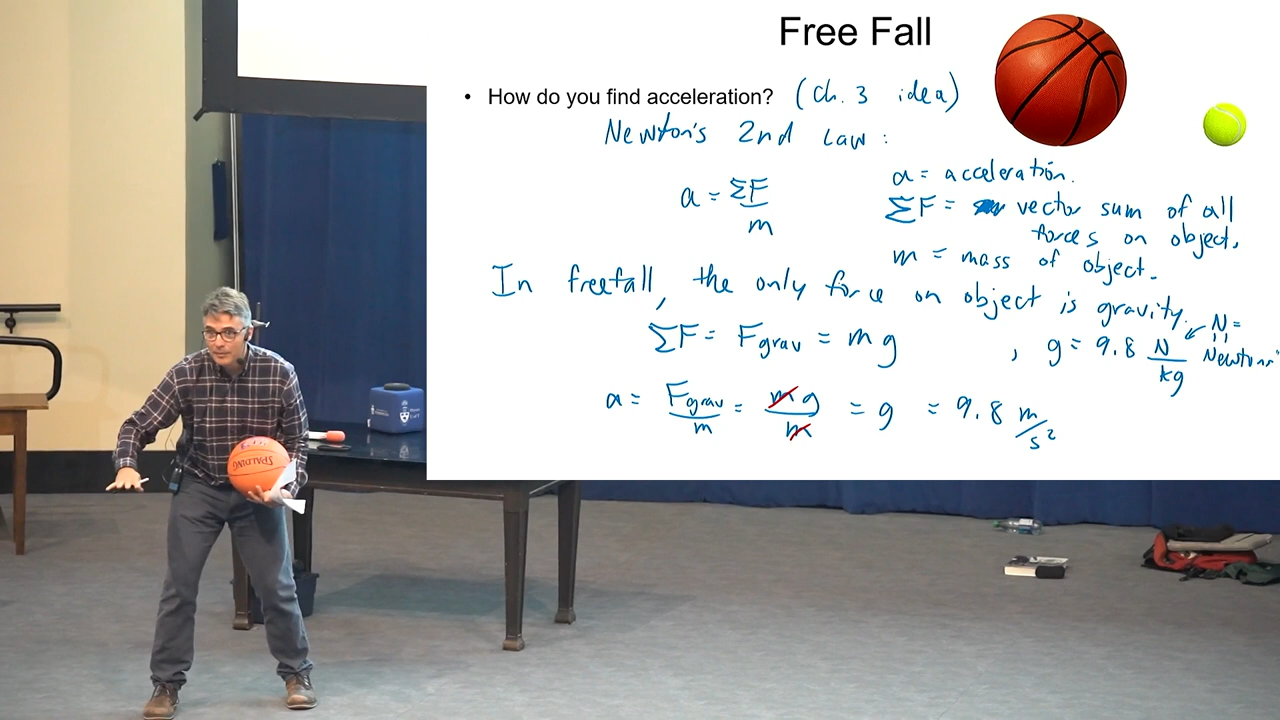 Free Fall
• How do you find acceleration? (Ch. 3 idea)
Newton's 2nd Law :
a = ΣF / m
a = acceleration.
ΣF = vector sum of all
forces on object.
m = mass of object.
In freefall, the only force on object is gravity.
ΣF = Fgrav = mg , g = 9.8 N/kg
N =
Newtons
a = Fgrav / m = mg / m = g = 9.8 m/s²
SPALDING